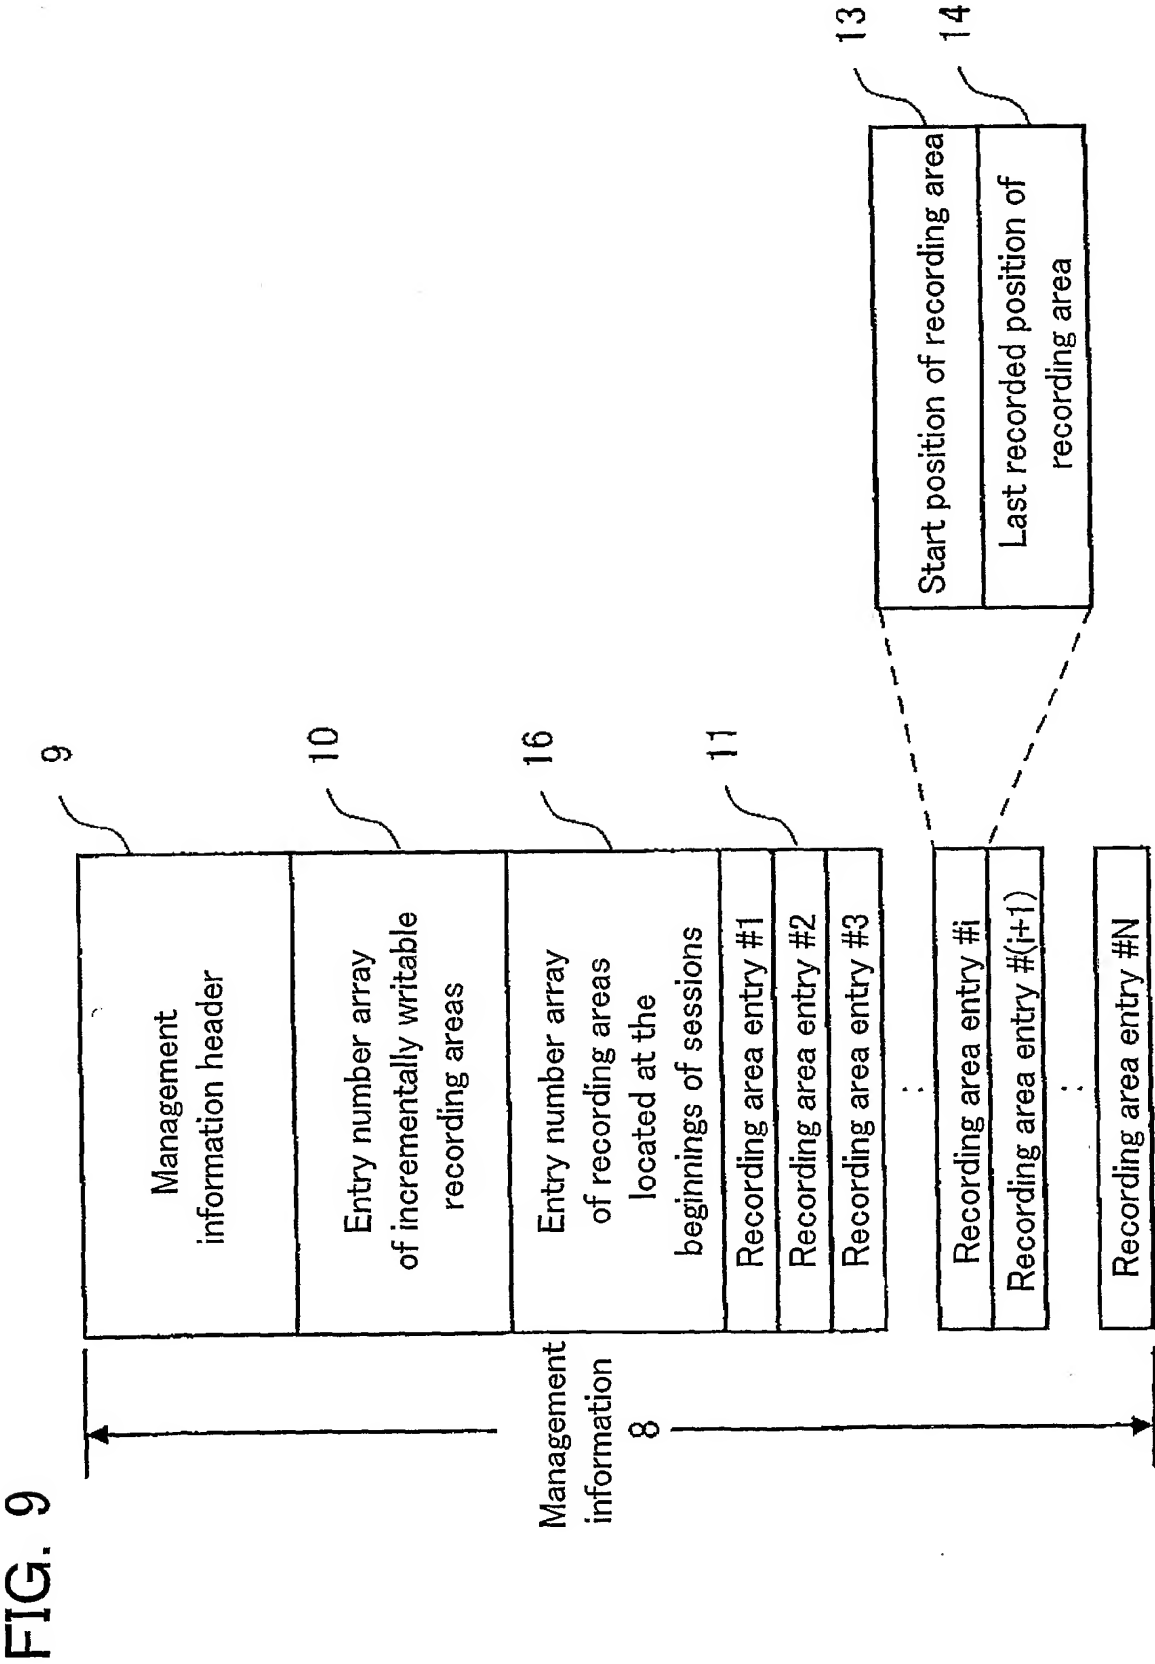 FIG. 9
Management
information
8
9
Management
information header
10
Entry number array
of incrementally writable
recording areas
16
Entry number array
of recording areas
located at the
beginnings of sessions
11
Recording area entry #1
Recording area entry #2
Recording area entry #3
:
Recording area entry #i
Recording area entry #(i+1)
:
Recording area entry #N
13
Start position of recording area
14
Last recorded position of
recording area